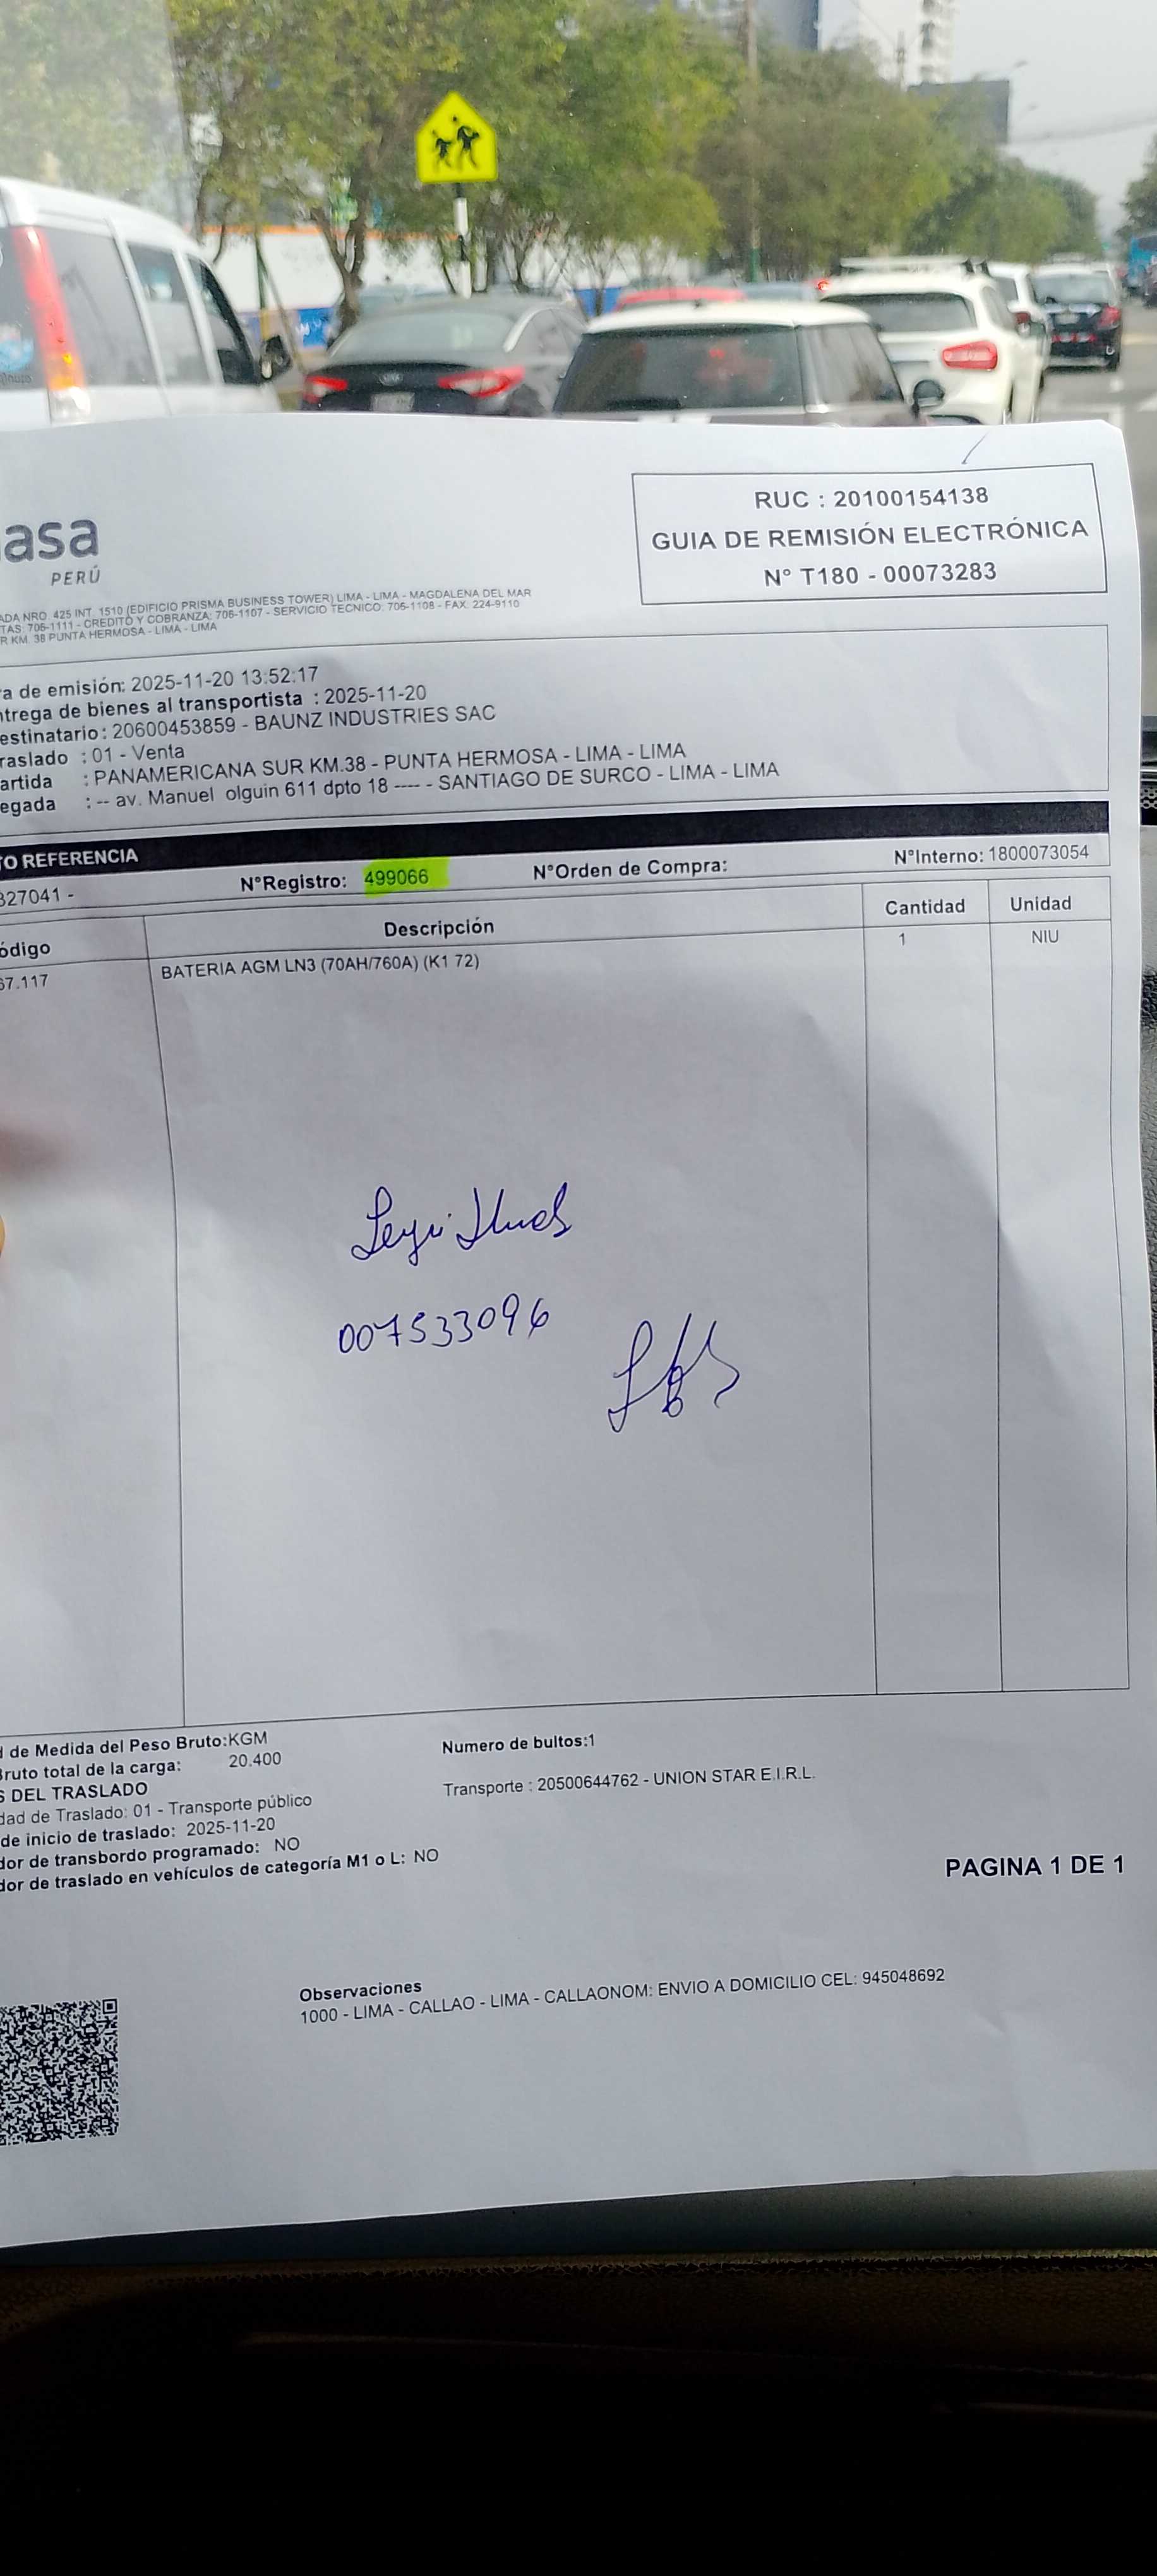 asa
PERÚ
RUC : 20100154138
GUIA DE REMISIÓN ELECTRÓNICA
N° T180 - 00073283
ADA NRO. 425 INT. 1510 (EDIFICIO PRISMA BUSINESS TOWER) LIMA - LIMA - MAGDALENA DEL MAR
TAS: 706-1111 - CREDITO Y COBRANZA: 706-1107 - SERVICIO TECNICO: 706-1108 - FAX: 224-9110
R KM. 38 PUNTA HERMOSA - LIMA - LIMA
a de emisión: 2025-11-20 13:52:17
ntrega de bienes al transportista : 2025-11-20
estinatario: 20600453859 - BAUNZ INDUSTRIES SAC
raslado : 01 - Venta
artida : PANAMERICANA SUR KM.38 - PUNTA HERMOSA - LIMA - LIMA
egada : -- av. Manuel olguin 611 dpto 18 ---- - SANTIAGO DE SURCO - LIMA - LIMA
TO REFERENCIA
327041 - N°Registro: 499066 N°Orden de Compra: N°Interno: 1800073054
ódigo Descripción Cantidad Unidad
67.117 BATERIA AGM LN3 (70AH/760A) (K1 72) 1 NIU
007533096
d de Medida del Peso Bruto:KGM
Bruto total de la carga: 20.400
Numero de bultos:1
S DEL TRASLADO
Transporte : 20500644762 - UNION STAR E.I.R.L.
dad de Traslado: 01 - Transporte público
de inicio de traslado: 2025-11-20
dor de transbordo programado: NO
dor de traslado en vehículos de categoría M1 o L: NO
PAGINA 1 DE 1
Observaciones
1000 - LIMA - CALLAO - LIMA - CALLAONOM: ENVIO A DOMICILIO CEL: 945048692